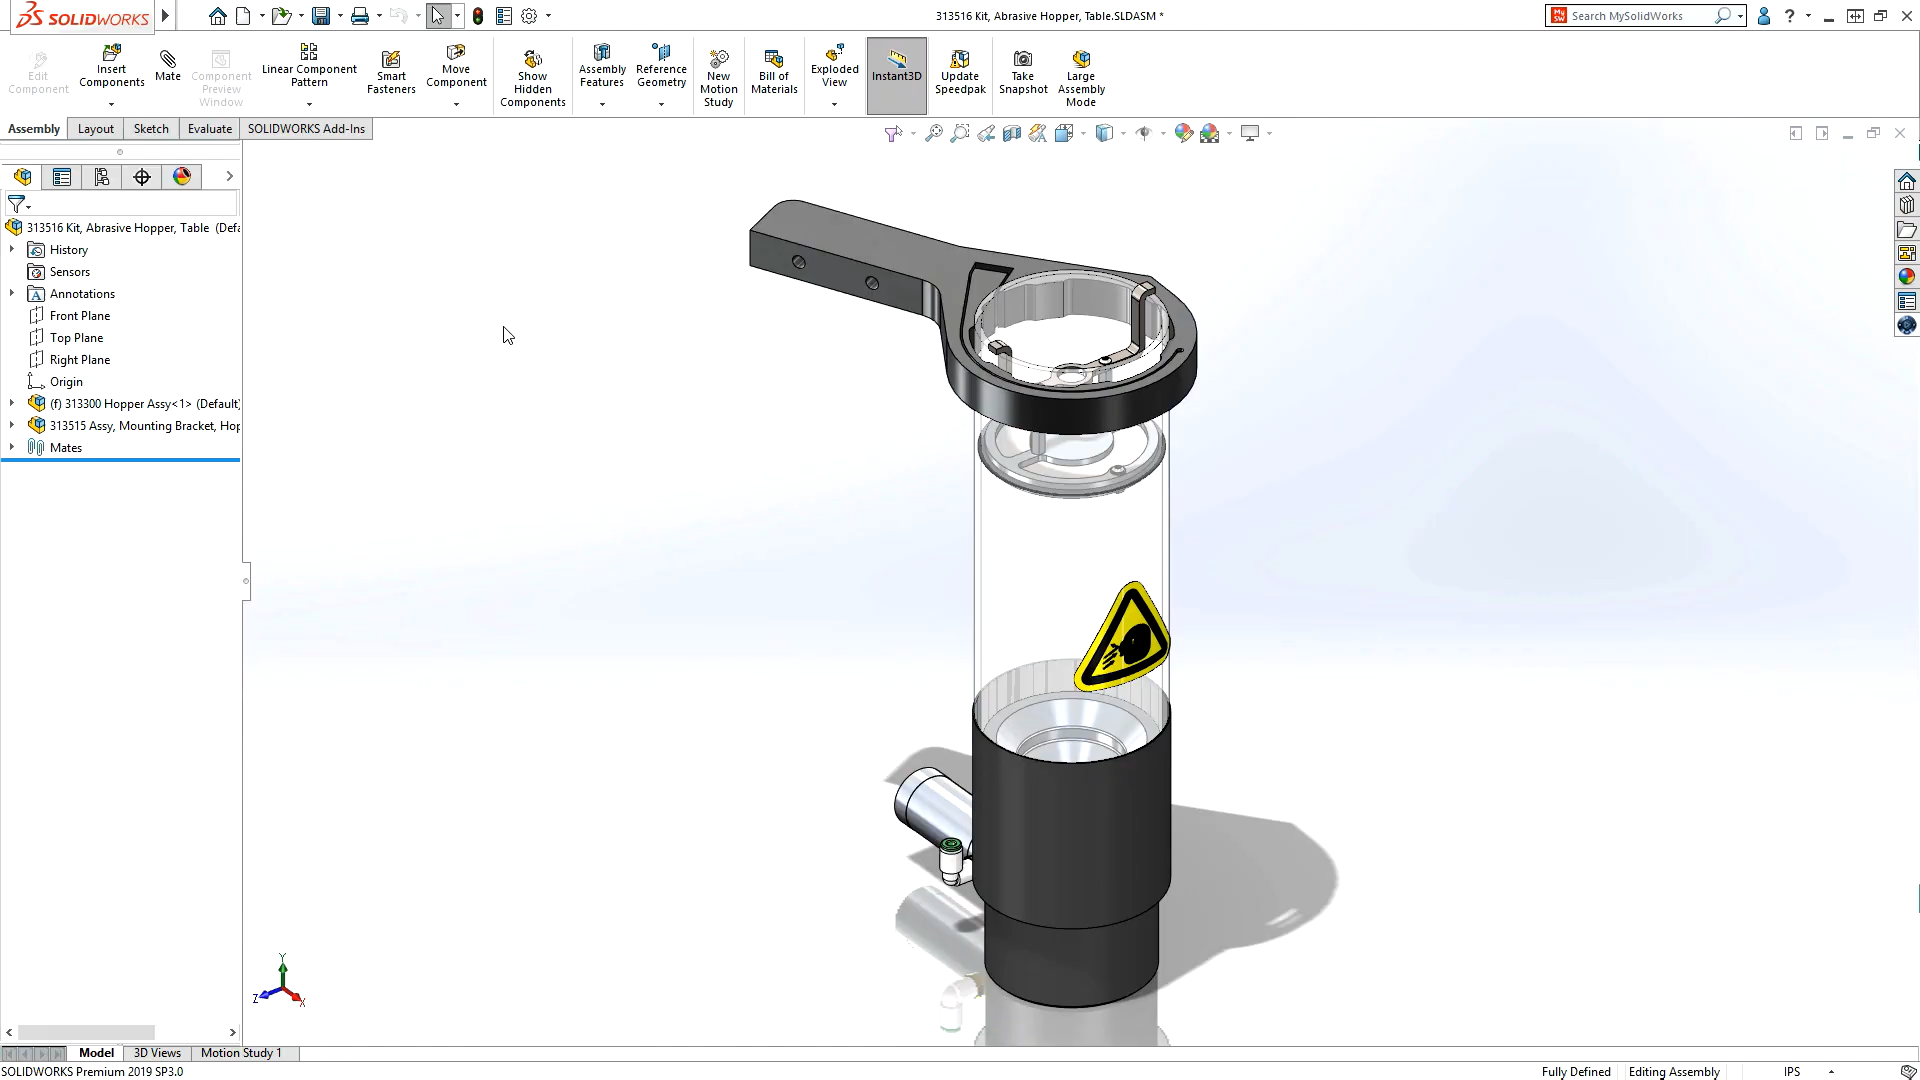 SOLIDWORKS
313516 Kit, Abrasive Hopper, Table.SLDASM *
MY SW
Search MySolidWorks
?
Edit Component
Insert Components
Mate
Component Preview Window
Linear Component Pattern
Smart Fasteners
Move Component
Show Hidden Components
Assembly Features
Reference Geometry
New Motion Study
Bill of Materials
Exploded View
Instant3D
Update Speedpak
Take Snapshot
Large Assembly Mode
Assembly
Layout
Sketch
Evaluate
SOLIDWORKS Add-Ins
313516 Kit, Abrasive Hopper, Table (Defa
History
Sensors
A Annotations
Front Plane
Top Plane
Right Plane
Origin
(f) 313300 Hopper Assy<1> (Default
313515 Assy, Mounting Bracket, Hop
Mates
Y
Z
X
Model
3D Views
Motion Study 1
SOLIDWORKS Premium 2019 SP3.0
Fully Defined
Editing Assembly
IPS